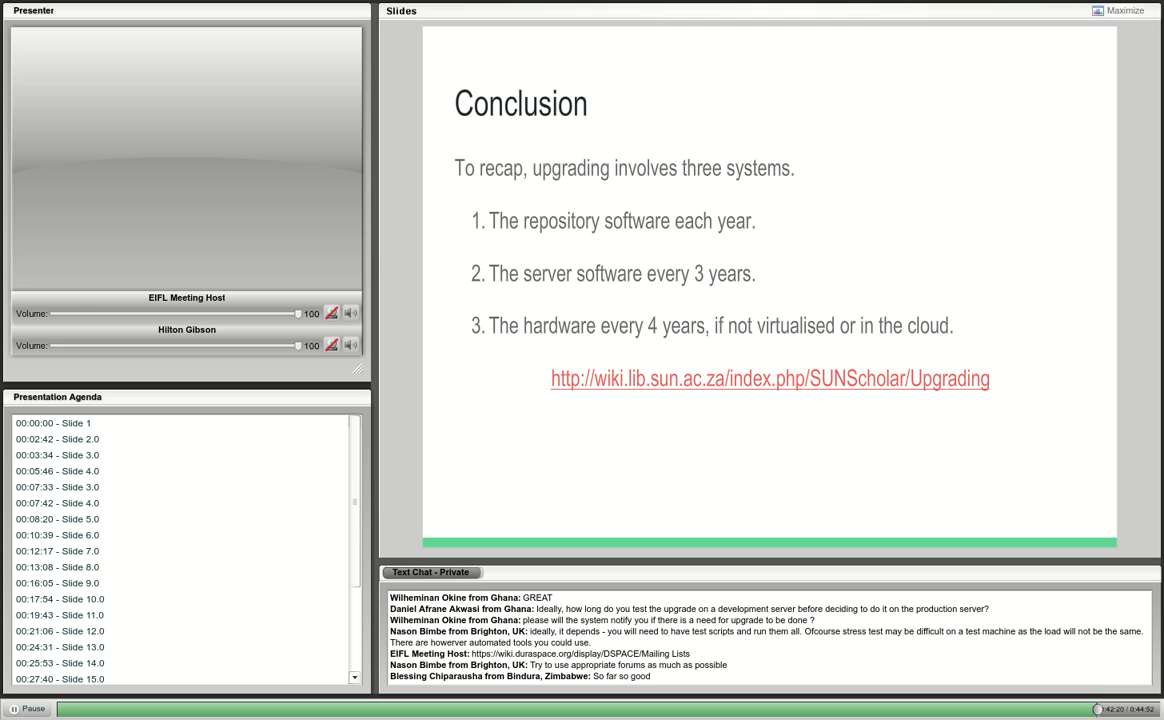 Presenter
EIFL Meeting Host
Volume: 100
Hilton Gibson
Volume: 100
Presentation Agenda
00:00:00 - Slide 1
00:02:42 - Slide 2.0
00:03:34 - Slide 3.0
00:05:46 - Slide 4.0
00:07:33 - Slide 3.0
00:07:42 - Slide 4.0
00:08:20 - Slide 5.0
00:10:39 - Slide 6.0
00:12:17 - Slide 7.0
00:13:08 - Slide 8.0
00:16:05 - Slide 9.0
00:17:54 - Slide 10.0
00:19:43 - Slide 11.0
00:21:06 - Slide 12.0
00:24:31 - Slide 13.0
00:25:53 - Slide 14.0
00:27:40 - Slide 15.0
Slides
Maximize
Conclusion
To recap, upgrading involves three systems.
1. The repository software each year.
2. The server software every 3 years.
3. The hardware every 4 years, if not virtualised or in the cloud.
http://wiki.lib.sun.ac.za/index.php/SUNScholar/Upgrading
Text Chat - Private
Wilheminan Okine from Ghana: GREAT
Daniel Afrane Akwasi from Ghana: Ideally, how long do you test the upgrade on a development server before deciding to do it on the production server?
Wilheminan Okine from Ghana: please will the system notify you if there is a need for upgrade to be done ?
Nason Bimbe from Brighton, UK: ideally, it depends - you will need to have test scripts and run them all. Ofcourse stress test may be difficult on a test machine as the load will not be the same.
There are howerver automated tools you could use.
EIFL Meeting Host: https://wiki.duraspace.org/display/DSPACE/Mailing Lists
Nason Bimbe from Brighton, UK: Try to use appropriate forums as much as possible
Blessing Chiparausha from Bindura, Zimbabwe: So far so good
Pause
:42:20 / 0:44:52